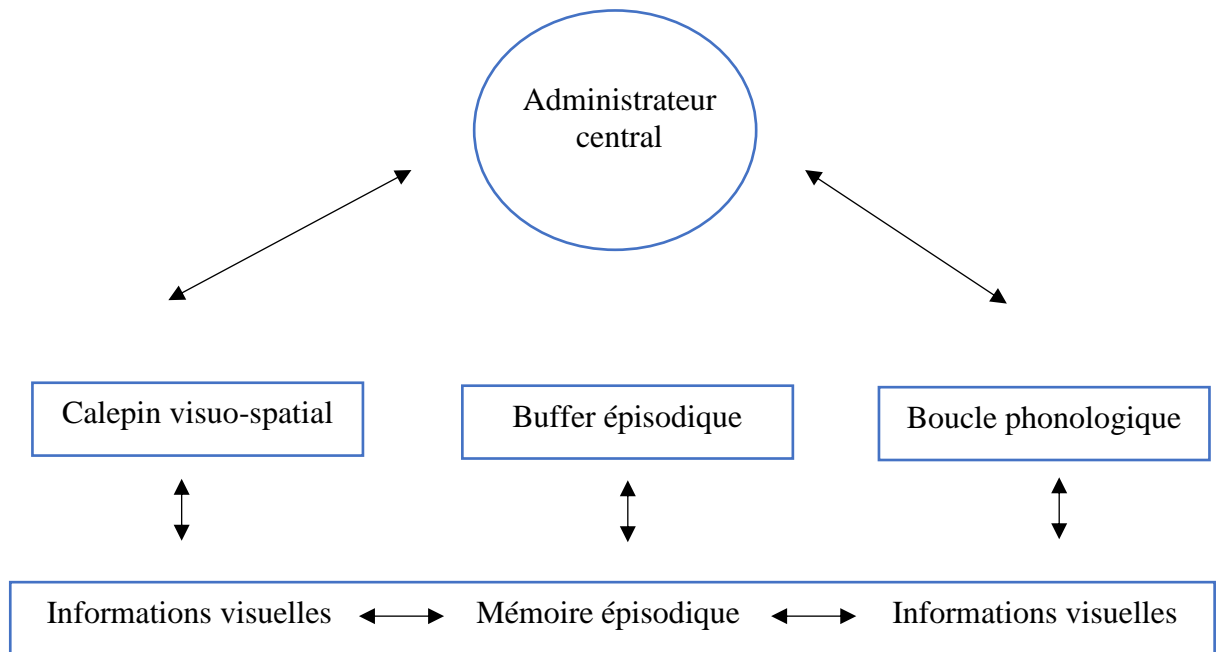 Administrateur
central
Calepin visuo-spatial
Buffer épisodique
Boucle phonologique
Informations visuelles
Mémoire épisodique
Informations visuelles